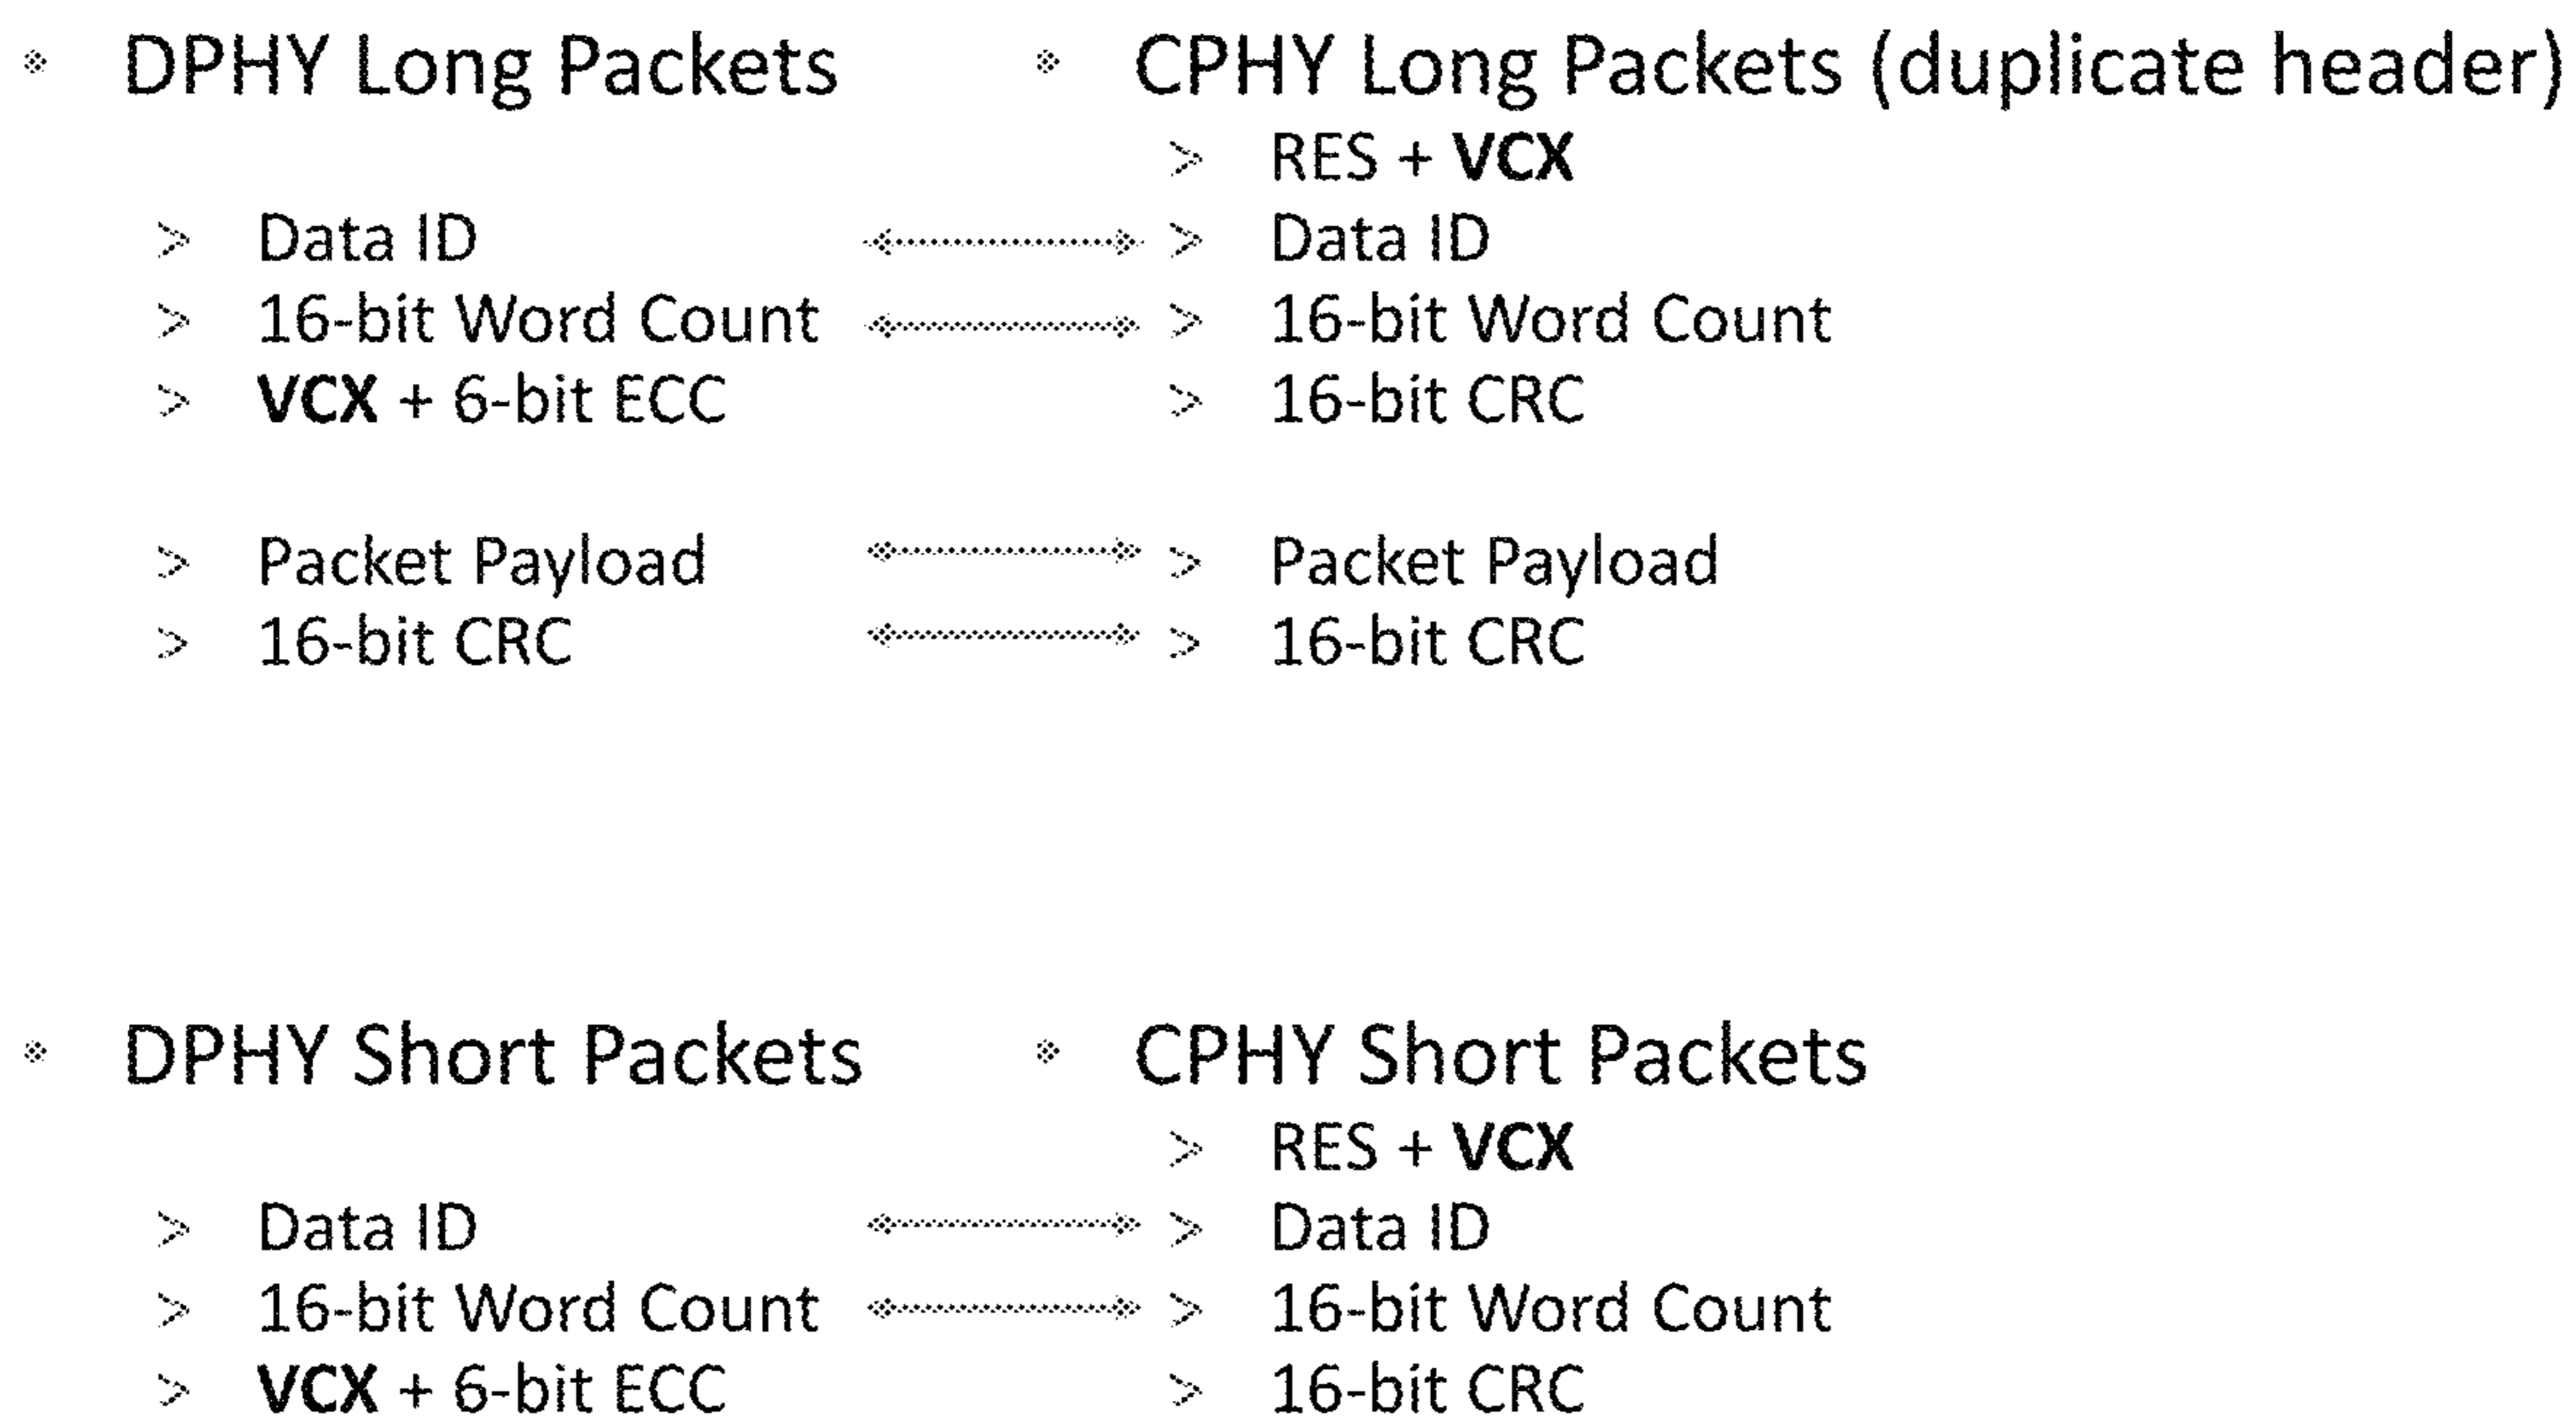 DPHY Long Packets
Data ID
16-bit Word Count
VCX + 6-bit ECC
Packet Payload
16-bit CRC
CPHY Long Packets (duplicate header)
RES + VCX
Data ID
16-bit Word Count
16-bit CRC
Packet Payload
16-bit CRC
DPHY Short Packets
Data ID
16-bit Word Count
VCX + 6-bit ECC
CPHY Short Packets
RES + VCX
Data ID
16-bit Word Count
16-bit CRC